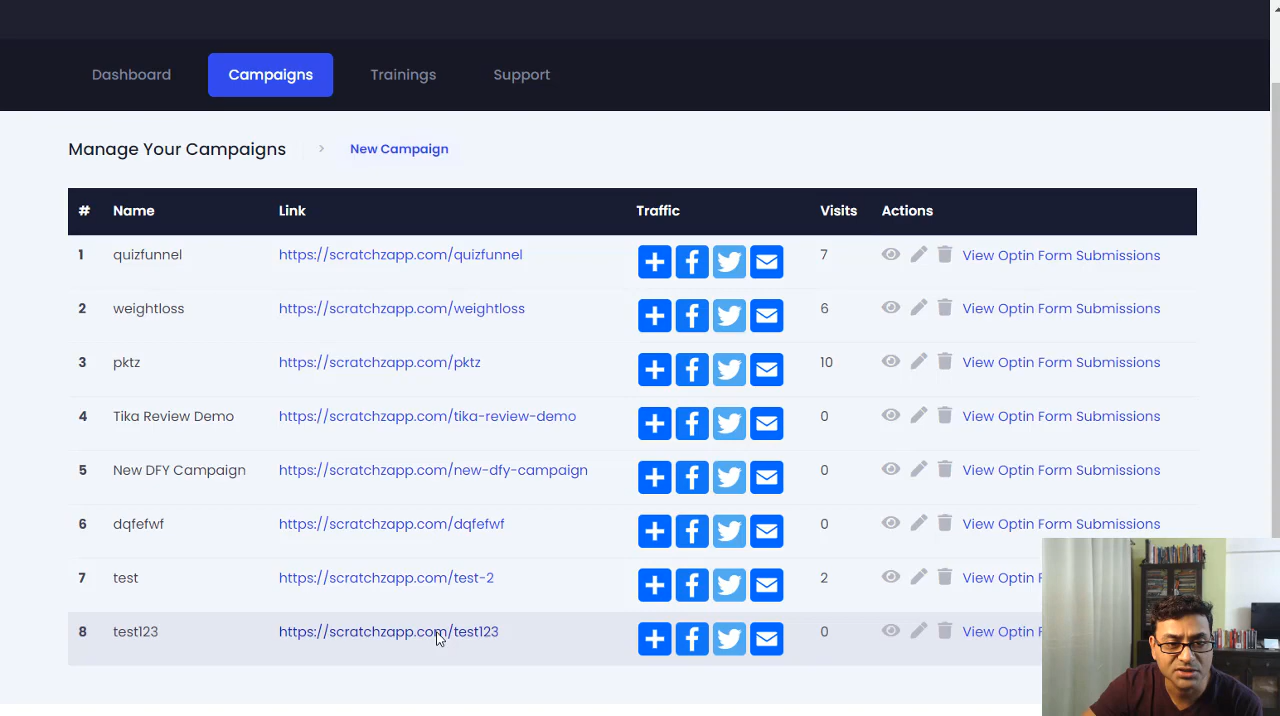 Dashboard Campaigns Trainings Support
Manage Your Campaigns > New Campaign
# Name Link Traffic Visits Actions
1 quizfunnel https://scratchzapp.com/quizfunnel 7 View Optin Form Submissions
2 weightloss https://scratchzapp.com/weightloss 6 View Optin Form Submissions
3 pktz https://scratchzapp.com/pktz 10 View Optin Form Submissions
4 Tika Review Demo https://scratchzapp.com/tika-review-demo 0 View Optin Form Submissions
5 New DFY Campaign https://scratchzapp.com/new-dfy-campaign 0 View Optin Form Submissions
6 dqfefwf https://scratchzapp.com/dqfefwf 0 View Optin Form Submissions
7 test https://scratchzapp.com/test-2 2 View Optin F
8 test123 https://scratchzapp.com/test123 0 View Optin F